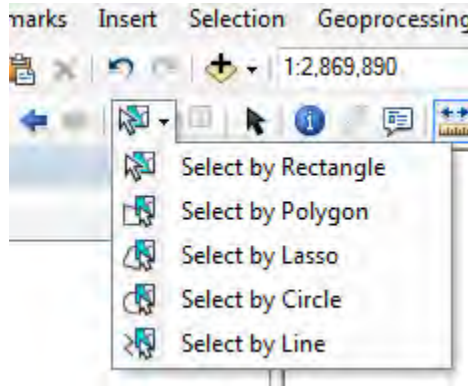 Insert Selection Geoprocessing
1:2,869,890
Select by Rectangle
Select by Polygon
Select by Lasso
Select by Circle
Select by Line